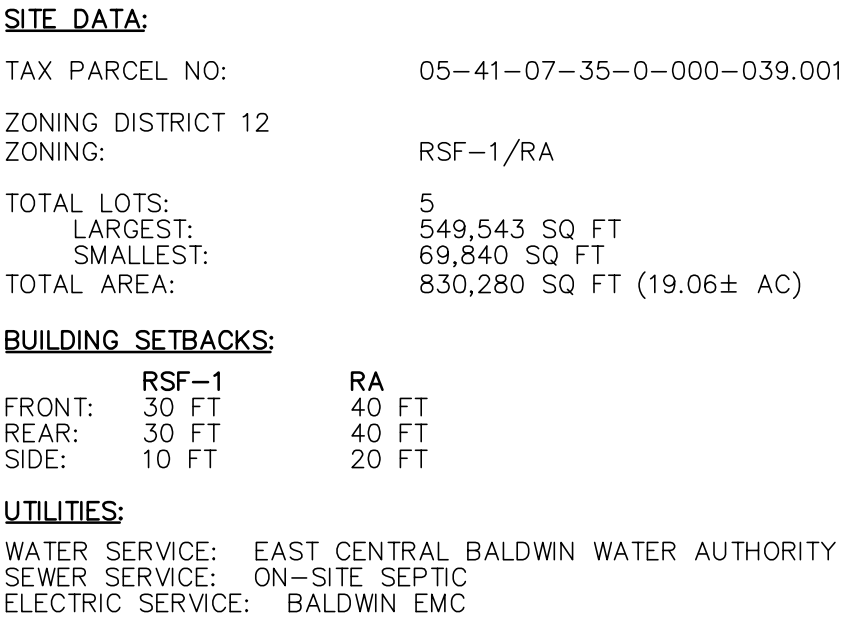 SITE DATA:
TAX PARCEL NO: 05-41-07-35-0-000-039.001
ZONING DISTRICT 12
ZONING: RSF-1/RA
TOTAL LOTS: 5
LARGEST: 549,543 SQ FT
SMALLEST: 69,840 SQ FT
TOTAL AREA: 830,280 SQ FT (19.06± AC)
BUILDING SETBACKS:
RSF-1 RA
FRONT: 30 FT 40 FT
REAR: 30 FT 40 FT
SIDE: 10 FT 20 FT
UTILITIES:
WATER SERVICE: EAST CENTRAL BALDWIN WATER AUTHORITY
SEWER SERVICE: ON-SITE SEPTIC
ELECTRIC SERVICE: BALDWIN EMC